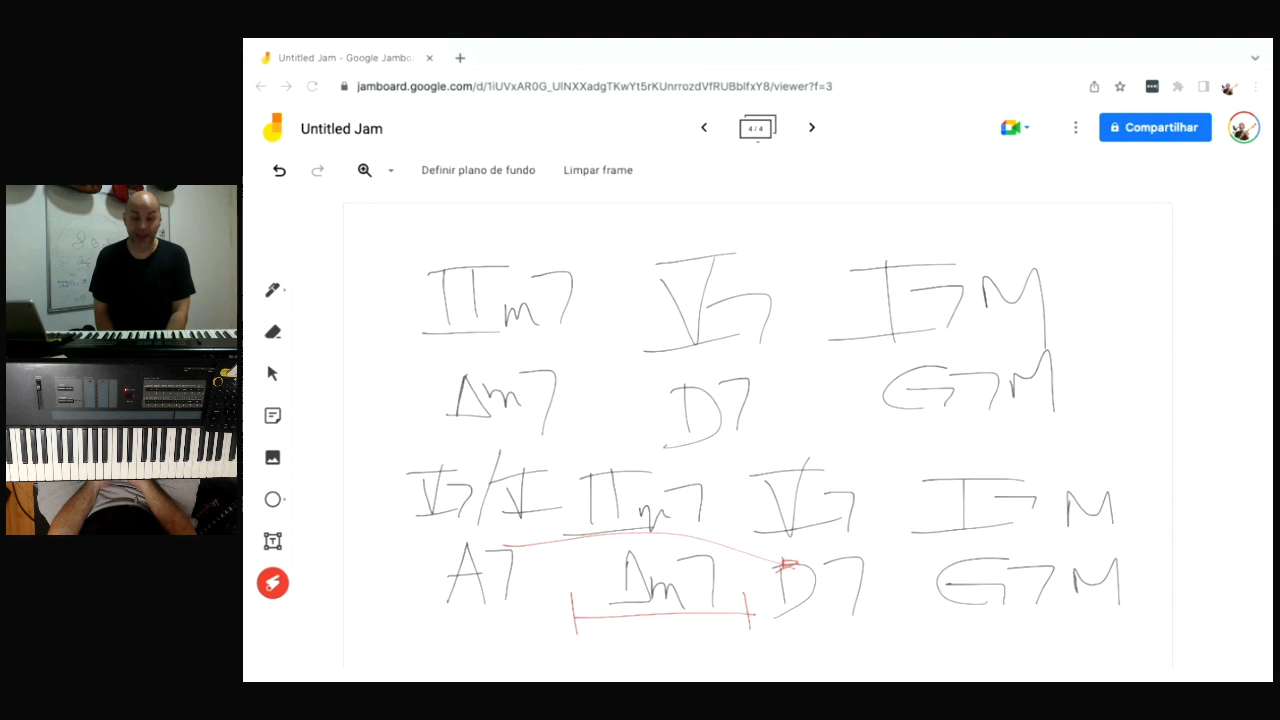 Untitled Jam - Google Jambo
jamboard.google.com/d/1iUVxAR0G_UlNXXadgTKwYt5rKUnrrozdVfRUBblfxY8/viewer?f=3
Untitled Jam
4 / 4
Compartilhar
Definir plano de fundo Limpar frame
IIm7 V7 I7M
Am7 D7 G7M
V7/V IIm7 V7 I7M
A7 Am7 D7 G7M